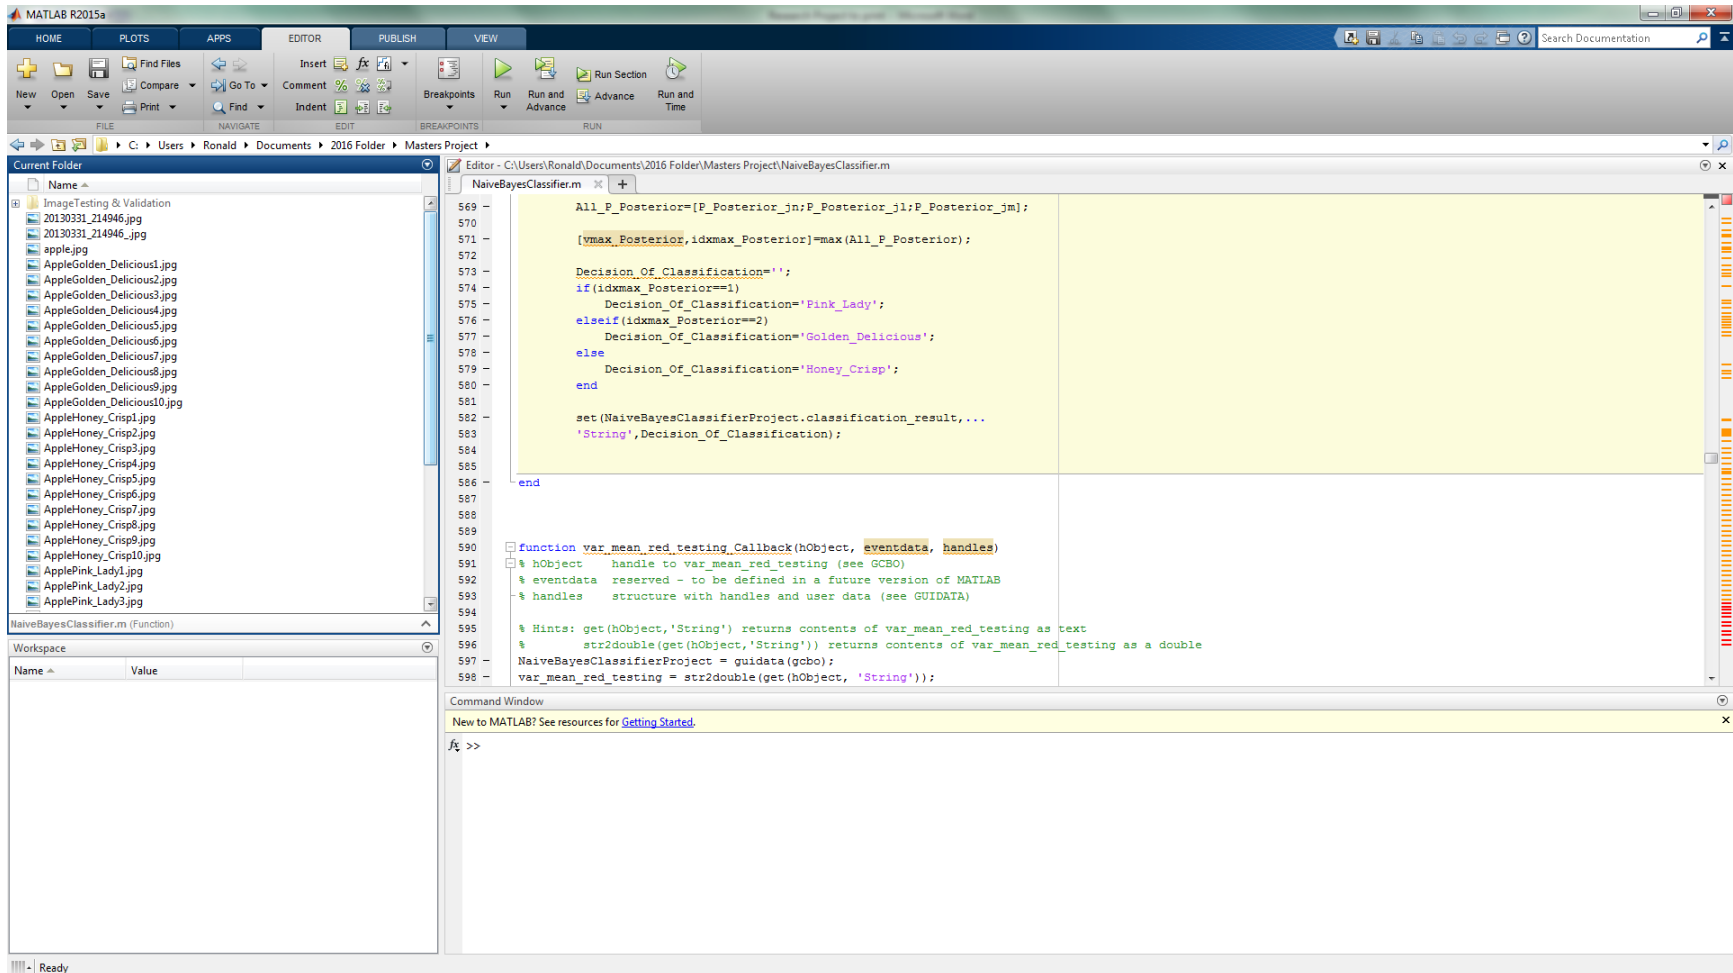 MATLAB R2015a
HOME PLOTS APPS EDITOR PUBLISH VIEW
Search Documentation
New Open Save
Find Files
Compare
Print
FILE
Go To
Find
NAVIGATE
Insert fx
Comment
Indent
EDIT
Breakpoints
BREAKPOINTS
Run
Run and Advance
Run Section
Advance
Run and Time
RUN
C: Users Ronald Documents 2016 Folder Masters Project
Current Folder
Name
ImageTesting & Validation
20130331_214946.jpg
20130331_214946_.jpg
apple.jpg
AppleGolden_Delicious1.jpg
AppleGolden_Delicious2.jpg
AppleGolden_Delicious3.jpg
AppleGolden_Delicious4.jpg
AppleGolden_Delicious5.jpg
AppleGolden_Delicious6.jpg
AppleGolden_Delicious7.jpg
AppleGolden_Delicious8.jpg
AppleGolden_Delicious9.jpg
AppleGolden_Delicious10.jpg
AppleHoney_Crisp1.jpg
AppleHoney_Crisp2.jpg
AppleHoney_Crisp3.jpg
AppleHoney_Crisp4.jpg
AppleHoney_Crisp5.jpg
AppleHoney_Crisp6.jpg
AppleHoney_Crisp7.jpg
AppleHoney_Crisp8.jpg
AppleHoney_Crisp9.jpg
AppleHoney_Crisp10.jpg
ApplePink_Lady1.jpg
ApplePink_Lady2.jpg
ApplePink_Lady3.jpg
NaiveBayesClassifier.m (Function)
Workspace
Name Value
Editor - C:\Users\Ronald\Documents\2016 Folder\Masters Project\NaiveBayesClassifier.m
NaiveBayesClassifier.m
569 - All_P_Posterior=[P_Posterior_jn;P_Posterior_jl;P_Posterior_jm];
570
571 - [vmax_Posterior,idxmax_Posterior]=max(All_P_Posterior);
572
573 - Decision_Of_Classification='';
574 - if(idxmax_Posterior==1)
575 - Decision_Of_Classification='Pink_Lady';
576 - elseif(idxmax_Posterior==2)
577 - Decision_Of_Classification='Golden_Delicious';
578 - else
579 - Decision_Of_Classification='Honey_Crisp';
580 - end
581
582 - set(NaiveBayesClassifierProject.classification_result,...
583 'String',Decision_Of_Classification);
584
585
586 - end
587
588
589
590 function var_mean_red_testing_Callback(hObject, eventdata, handles)
591 % hObject handle to var_mean_red_testing (see GCBO)
592 % eventdata reserved - to be defined in a future version of MATLAB
593 % handles structure with handles and user data (see GUIDATA)
594
595 % Hints: get(hObject,'String') returns contents of var_mean_red_testing as text
596 % str2double(get(hObject,'String')) returns contents of var_mean_red_testing as a double
597 - NaiveBayesClassifierProject = guidata(gcbo);
598 - var_mean_red_testing = str2double(get(hObject, 'String'));
Command Window
New to MATLAB? See resources for Getting Started.
fx >>
Ready